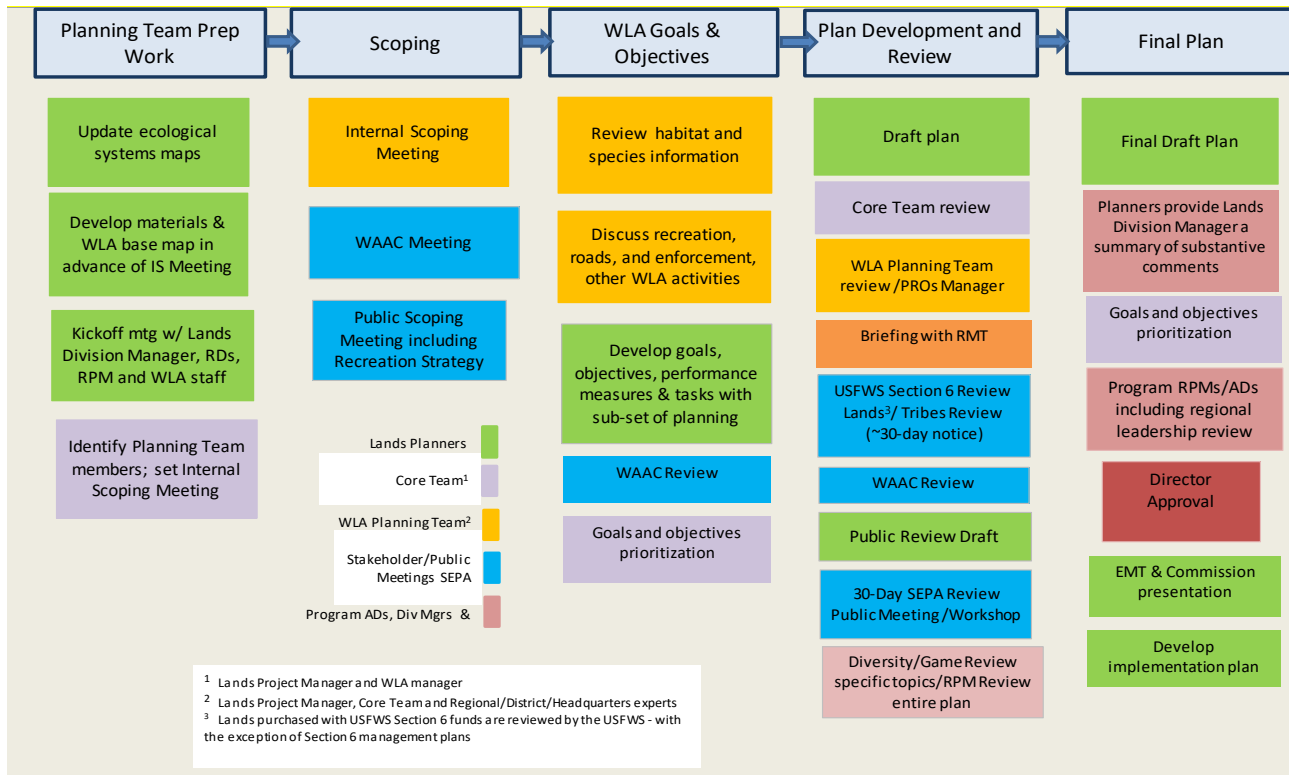 Planning Team Prep
Work
Scoping
WLA Goals &
Objectives
Plan Development and
Review
Final Plan
Update ecological
systems maps
Develop materials &
WLA base map in
advance of IS Meeting
Kickoff mtg w/ Lands
Division Manager, RDs,
RPM and WLA staff
Identify Planning Team
members; set Internal
Scoping Meeting
Internal Scoping
Meeting
WAAC Meeting
Public Scoping
Meeting including
Recreation Strategy
Lands Planners
Core Team1
WLA Planning Team2
Stakeholder/Public
Meetings SEPA
Program ADs, Div Mgrs &
Review habitat and
species information
Discuss recreation,
roads, and enforcement,
other WLA activities
Develop goals,
objectives, performance
measures & tasks with
sub-set of planning
WAAC Review
Goals and objectives
prioritization
Draft plan
Core Team review
WLA Planning Team
review /PROs Manager
Briefing with RMT
USFWS Section 6 Review
Lands3/ Tribes Review
(~30-day notice)
WAAC Review
Public Review Draft
30-Day SEPA Review
Public Meeting /Workshop
Diversity/Game Review
specific topics/RPM Review
entire plan
Final Draft Plan
Planners provide Lands
Division Manager a
summary of substantive
comments
Goals and objectives
prioritization
Program RPMs/ADs
including regional
leadership review
Director
Approval
EMT & Commission
presentation
Develop
implementation plan
1 Lands Project Manager and WLA manager
2 Lands Project Manager, Core Team and Regional/District/Headquarters experts
3 Lands purchased with USFWS Section 6 funds are reviewed by the USFWS - with
the exception of Section 6 management plans